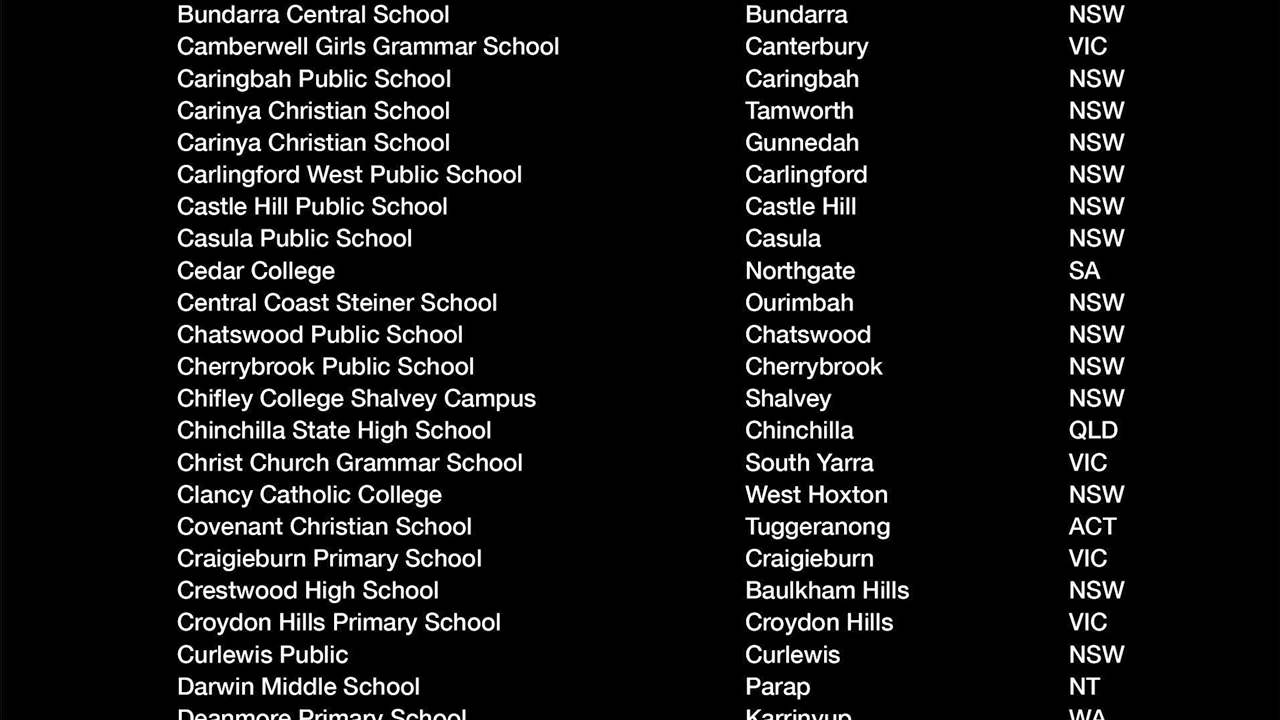 Bundarra Central School Bundarra NSW
Camberwell Girls Grammar School Canterbury VIC
Caringbah Public School Caringbah NSW
Carinya Christian School Tamworth NSW
Carinya Christian School Gunnedah NSW
Carlingford West Public School Carlingford NSW
Castle Hill Public School Castle Hill NSW
Casula Public School Casula NSW
Cedar College Northgate SA
Central Coast Steiner School Ourimbah NSW
Chatswood Public School Chatswood NSW
Cherrybrook Public School Cherrybrook NSW
Chifley College Shalvey Campus Shalvey NSW
Chinchilla State High School Chinchilla QLD
Christ Church Grammar School South Yarra VIC
Clancy Catholic College West Hoxton NSW
Covenant Christian School Tuggeranong ACT
Craigieburn Primary School Craigieburn VIC
Crestwood High School Baulkham Hills NSW
Croydon Hills Primary School Croydon Hills VIC
Curlewis Public Curlewis NSW
Darwin Middle School Parap NT
Deanmore Primary School Karrinyup WA